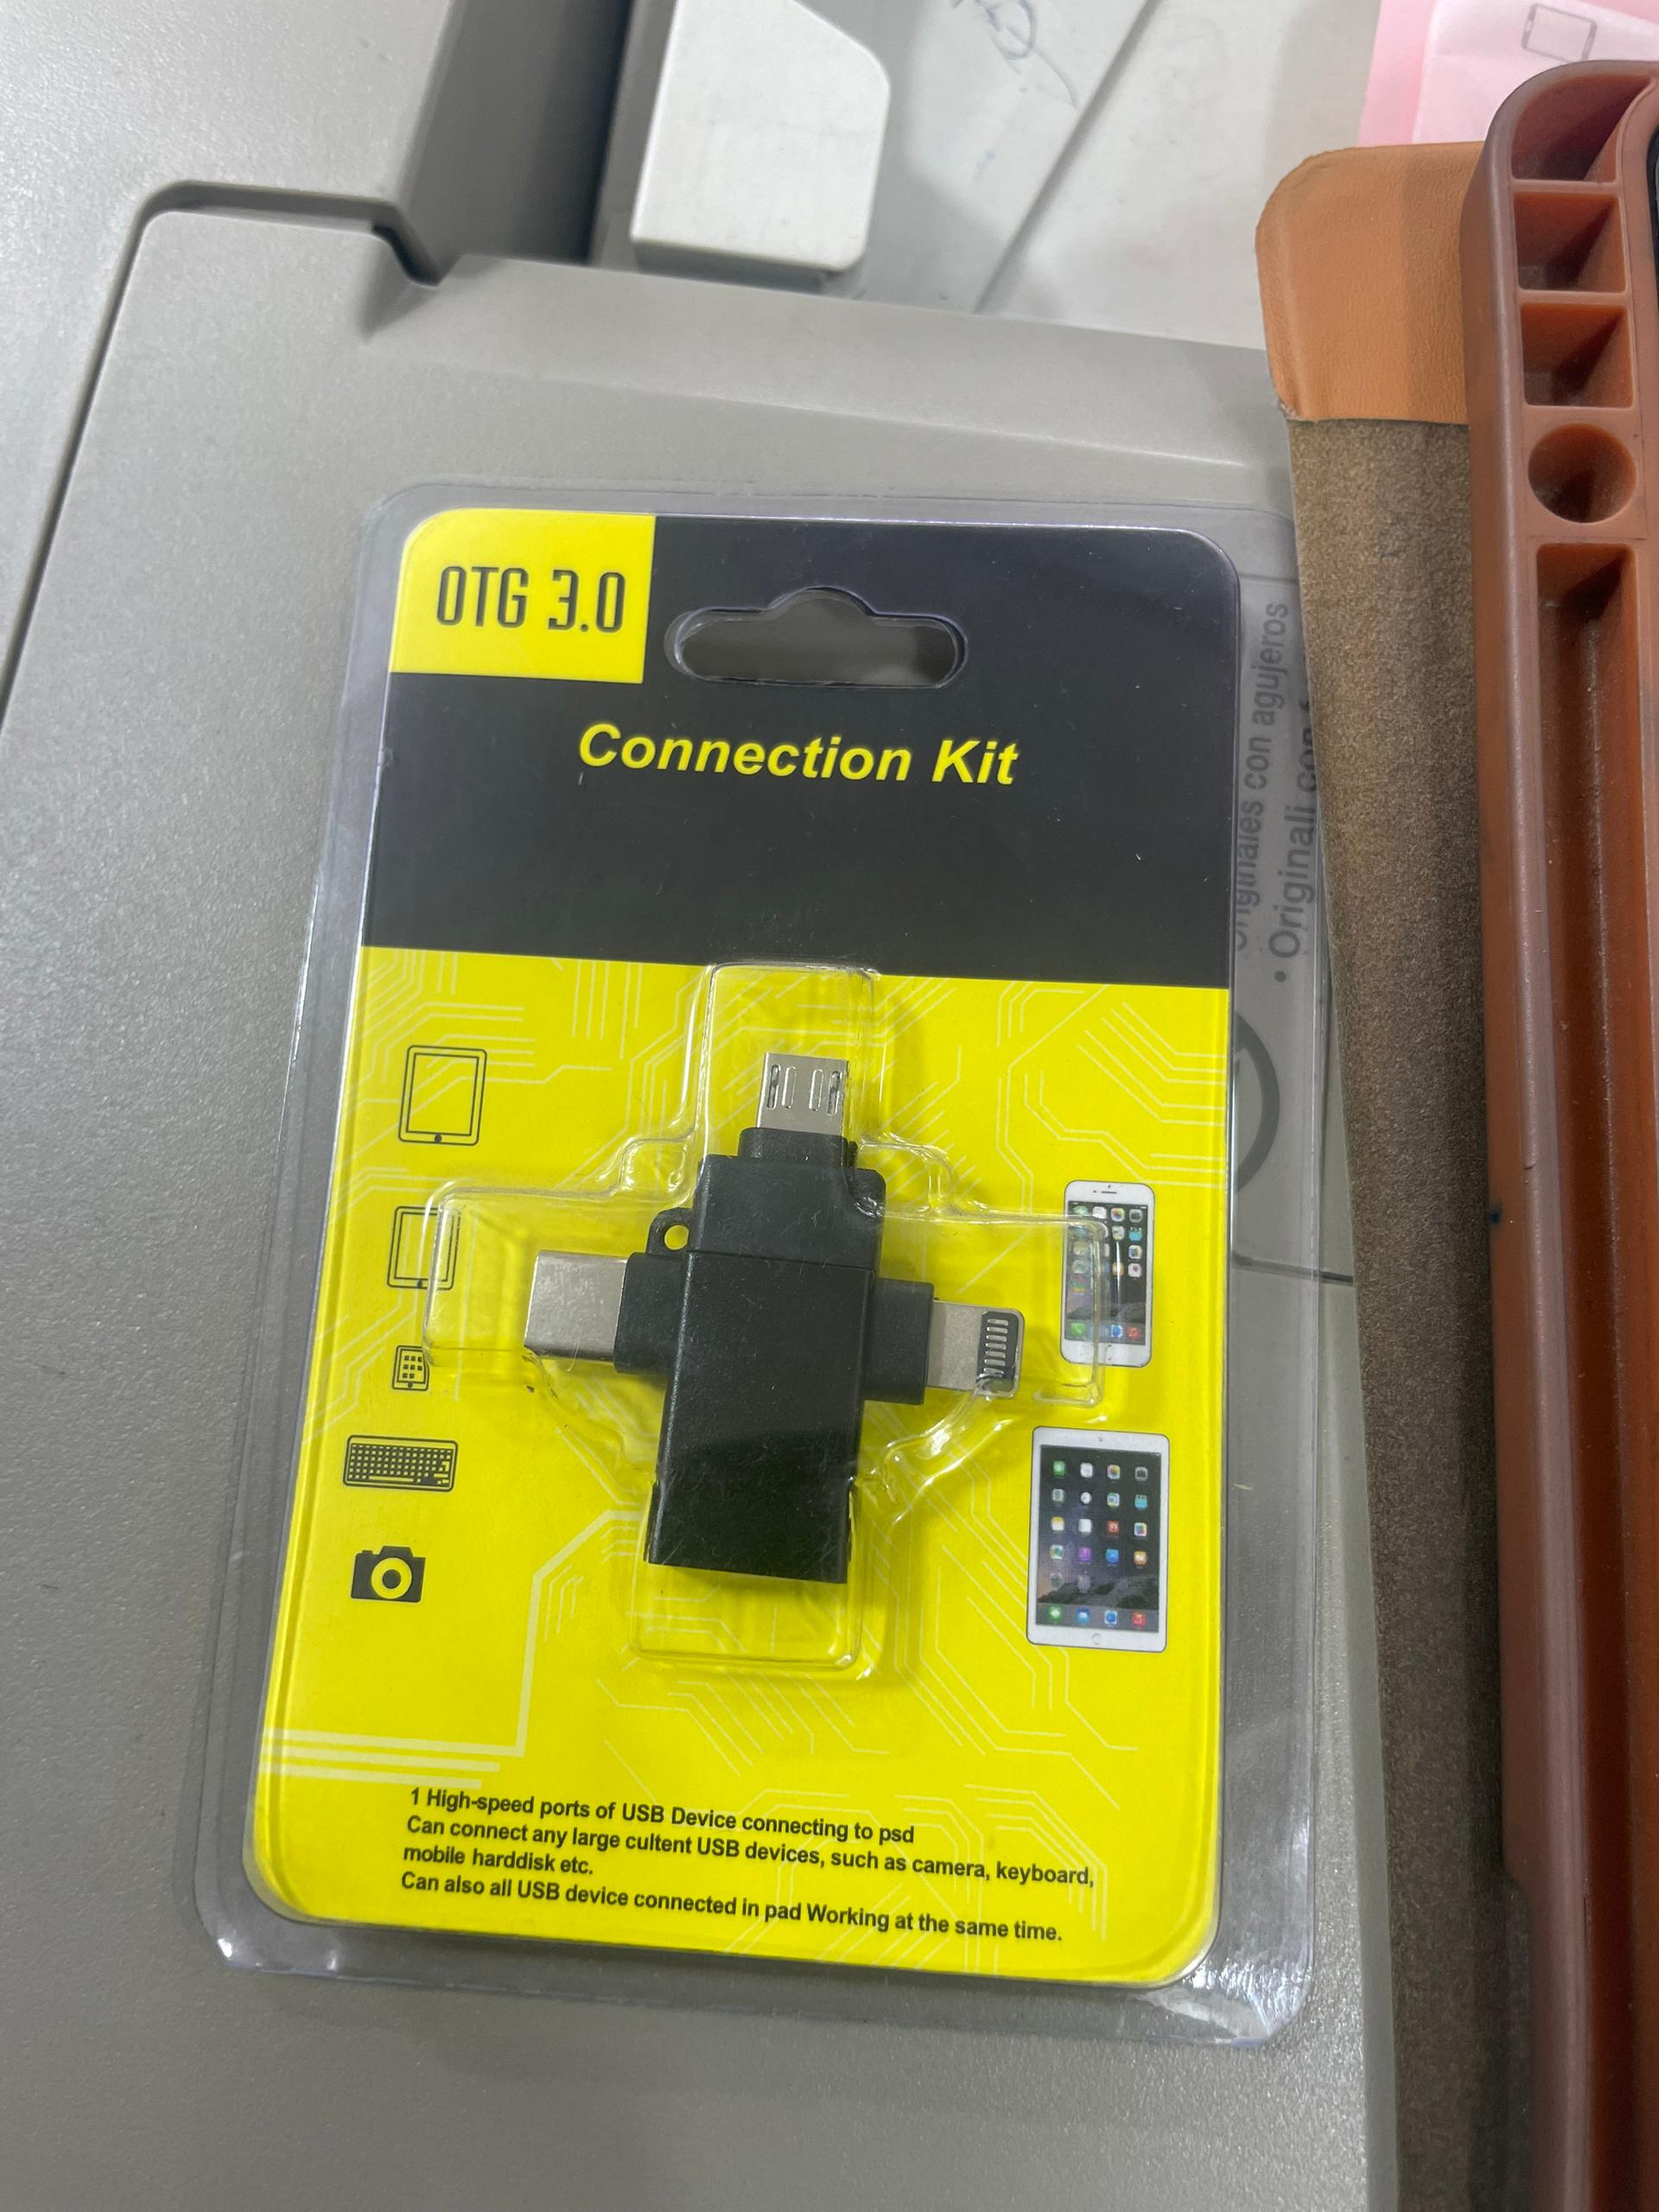 OTG 3.0
Connection Kit
1 High-speed ports of USB Device connecting to psd
Can connect any large cultent USB devices, such as camera, keyboard,
mobile harddisk etc.
Can also all USB device connected in pad Working at the same time.
Originales con agujeros
• Originali con